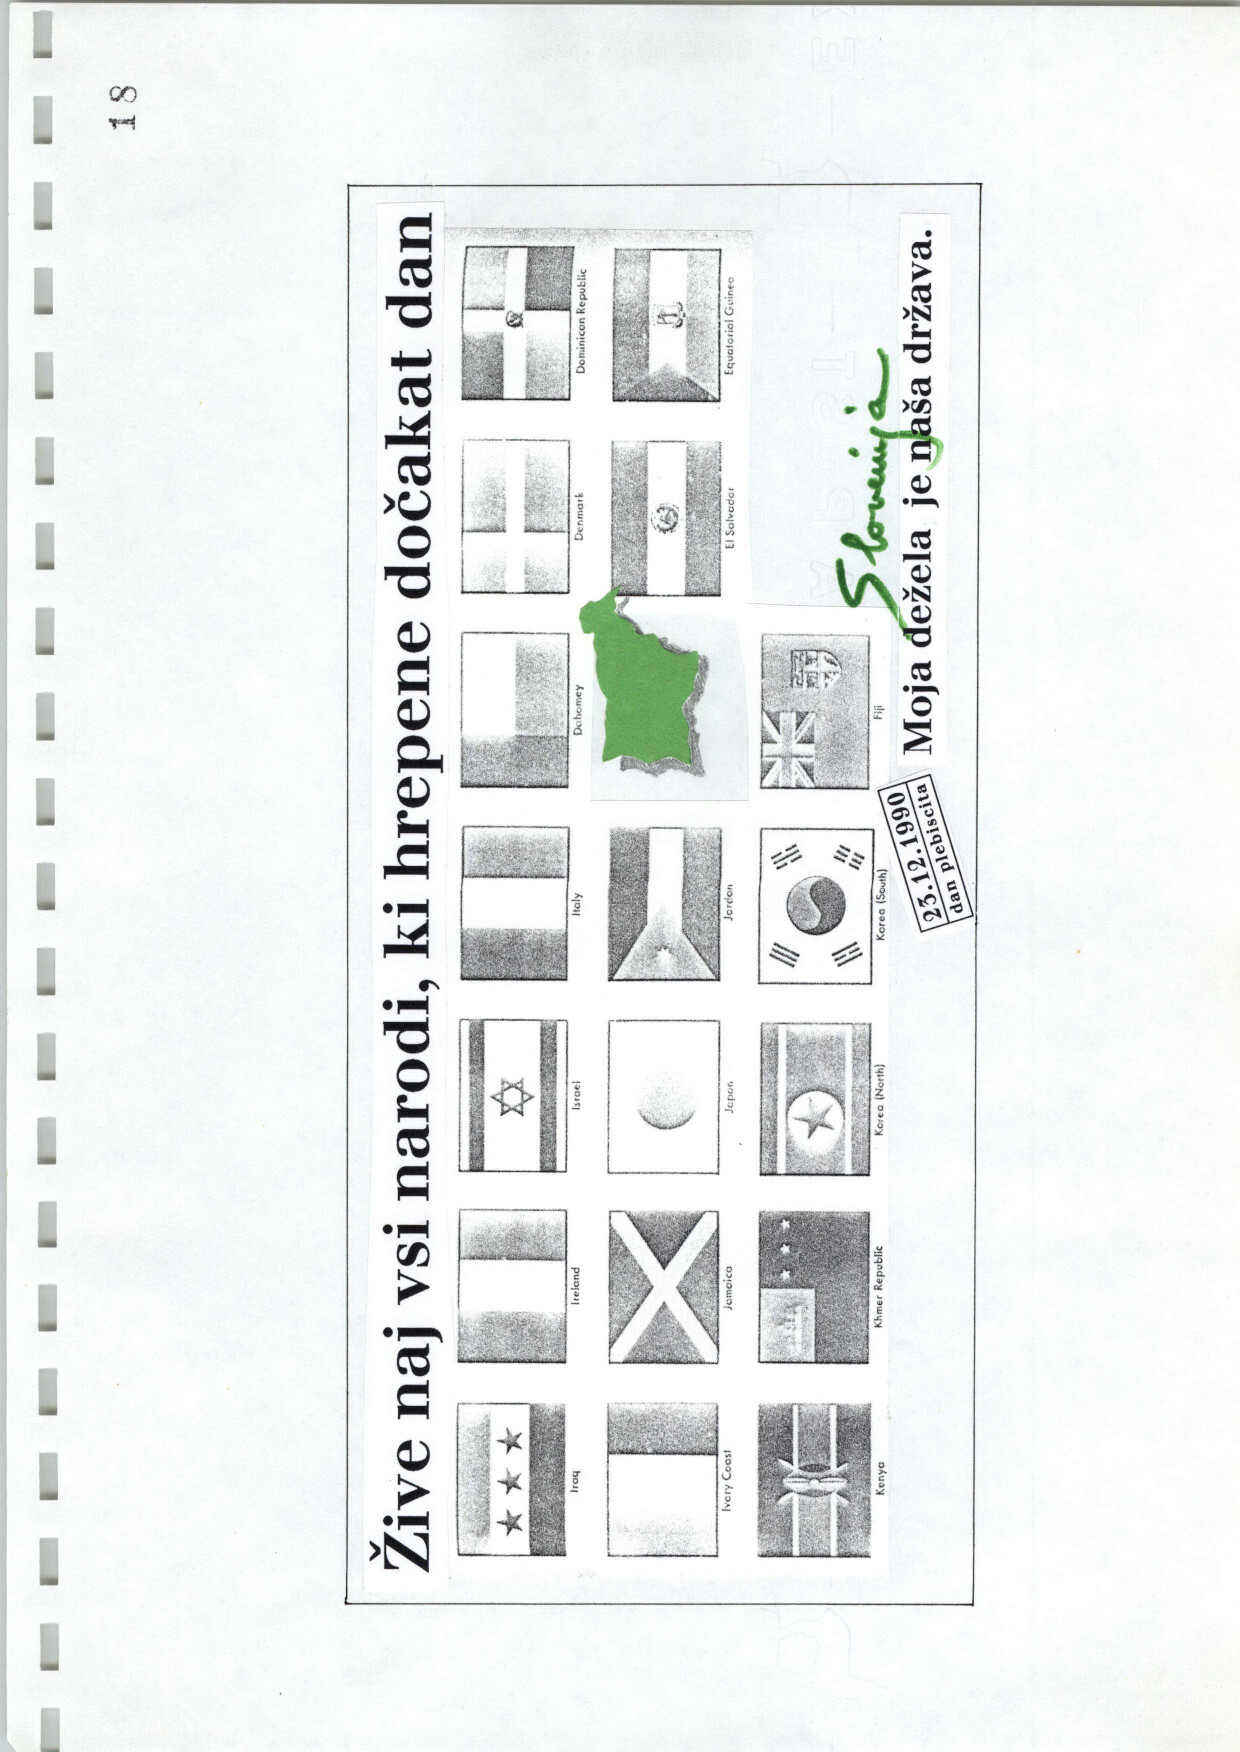 18
Žive naj vsi narodi, ki hrepene dočakat dan
Iraq Ireland Israel Italy Dahomey Denmark Dominican Republic
Ivory Coast Jamaica Japan Jordan El Salvador Equatorial Guinea
Kenya Khmer Republic Korea (North) Korea (South) Fiji
Slovenija
23.12.1990
dan plebiscita
Moja dežela je naša država.